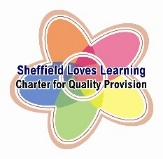 Sheffield Loves Learning
Charter for Quality Provision